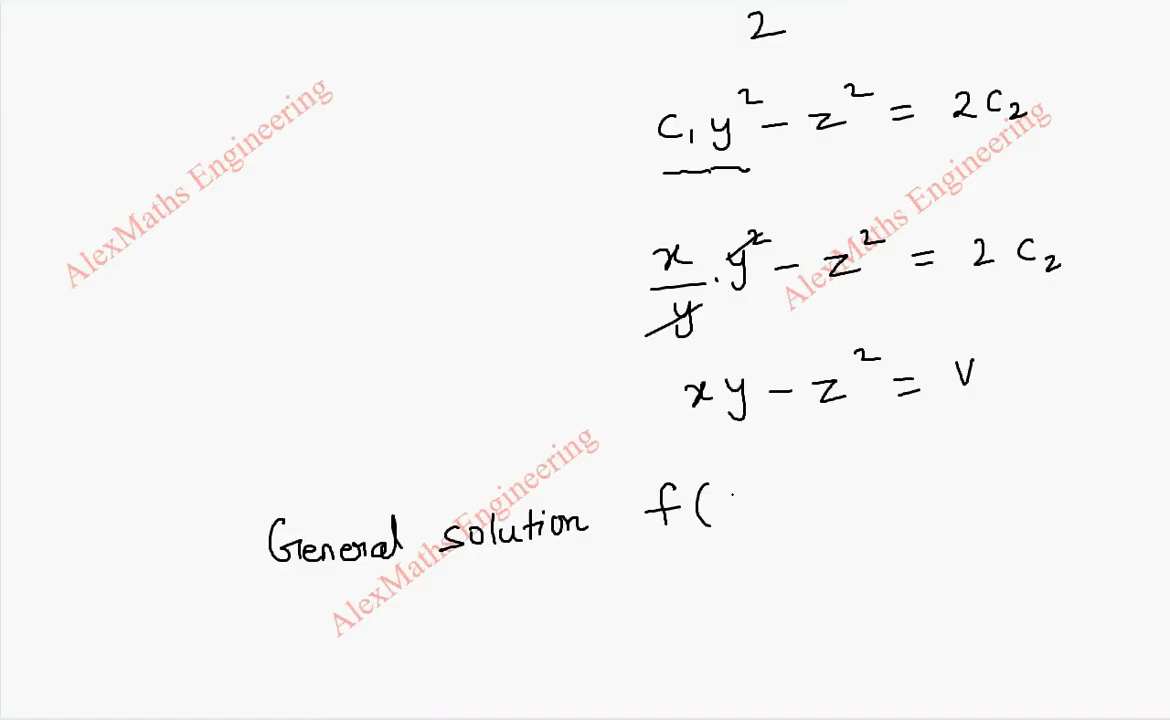 2
C₁y² - z² = 2C₂
x/y · y² - z² = 2C₂
xy - z² = V
General solution f(
AlexMaths Engineering
AlexMaths Engineering
AlexMaths Engineering